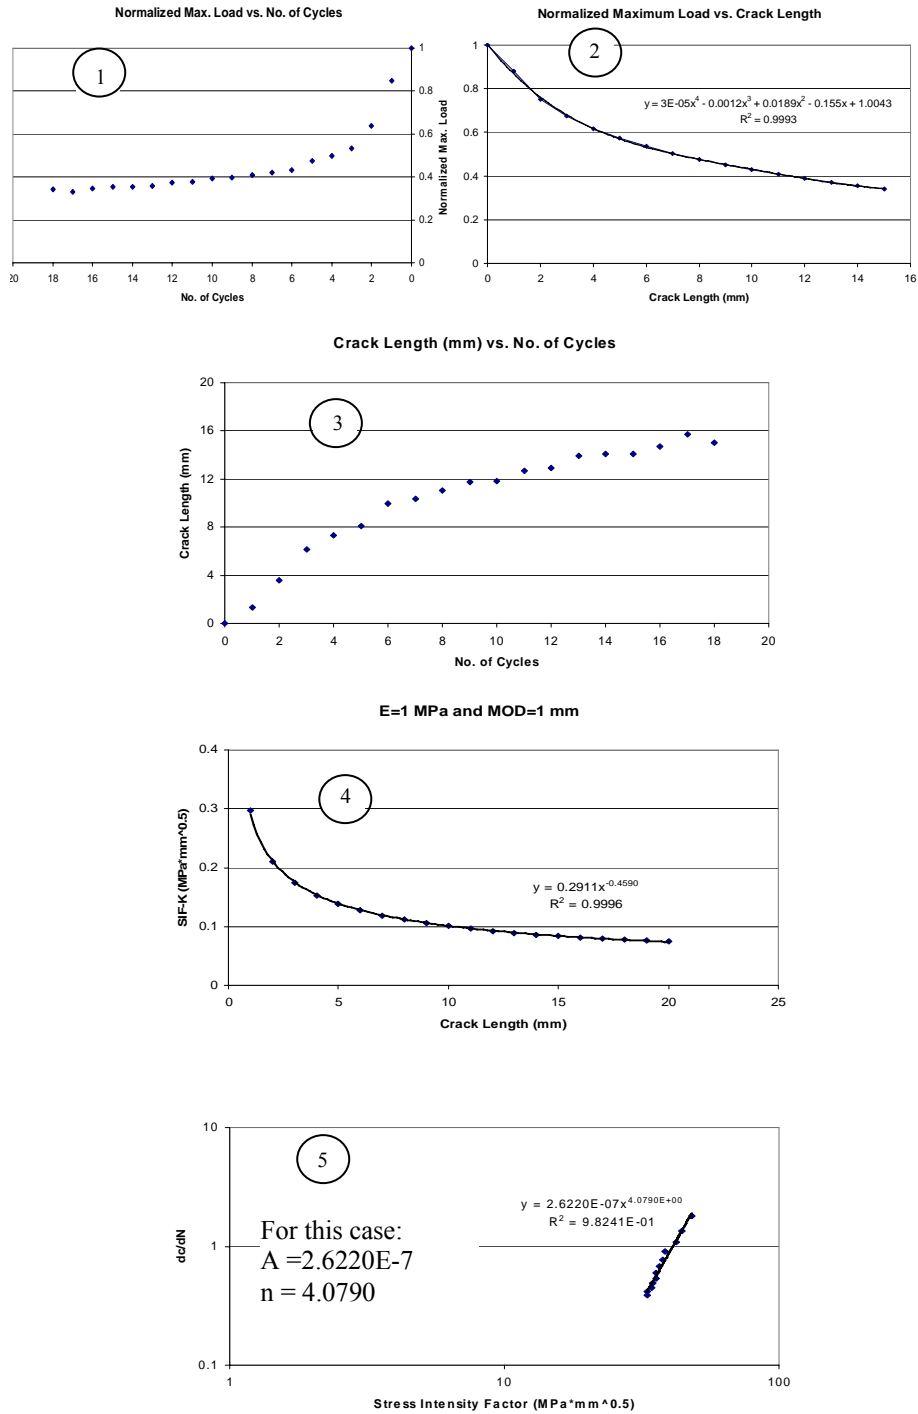 Normalized Max. Load vs. No. of Cycles
1
1
0.8
0.6
0.4
0.2
0
Normalized Max. Load
20 18 16 14 12 10 8 6 4 2 0
No. of Cycles
Normalized Maximum Load vs. Crack Length
2
1
0.8
0.6
0.4
0.2
0
y = 3E-05x⁴ - 0.0012x³ + 0.0189x² - 0.155x + 1.0043
R² = 0.9993
0 2 4 6 8 10 12 14 16
Crack Length (mm)
Crack Length (mm) vs. No. of Cycles
3
20
16
12
8
4
0
Crack Length (mm)
0 2 4 6 8 10 12 14 16 18 20
No. of Cycles
E=1 MPa and MOD=1 mm
4
0.4
0.3
0.2
0.1
0
SIF-K (MPa*mm^0.5)
y = 0.2911x^-0.4590
R² = 0.9996
0 5 10 15 20 25
Crack Length (mm)
5
10
1
0.1
dc/dN
y = 2.6220E-07x^4.0790E+00
R² = 9.8241E-01
For this case:
A =2.6220E-7
n = 4.0790
1 10 100
Stress Intensity Factor (MPa*mm^0.5)